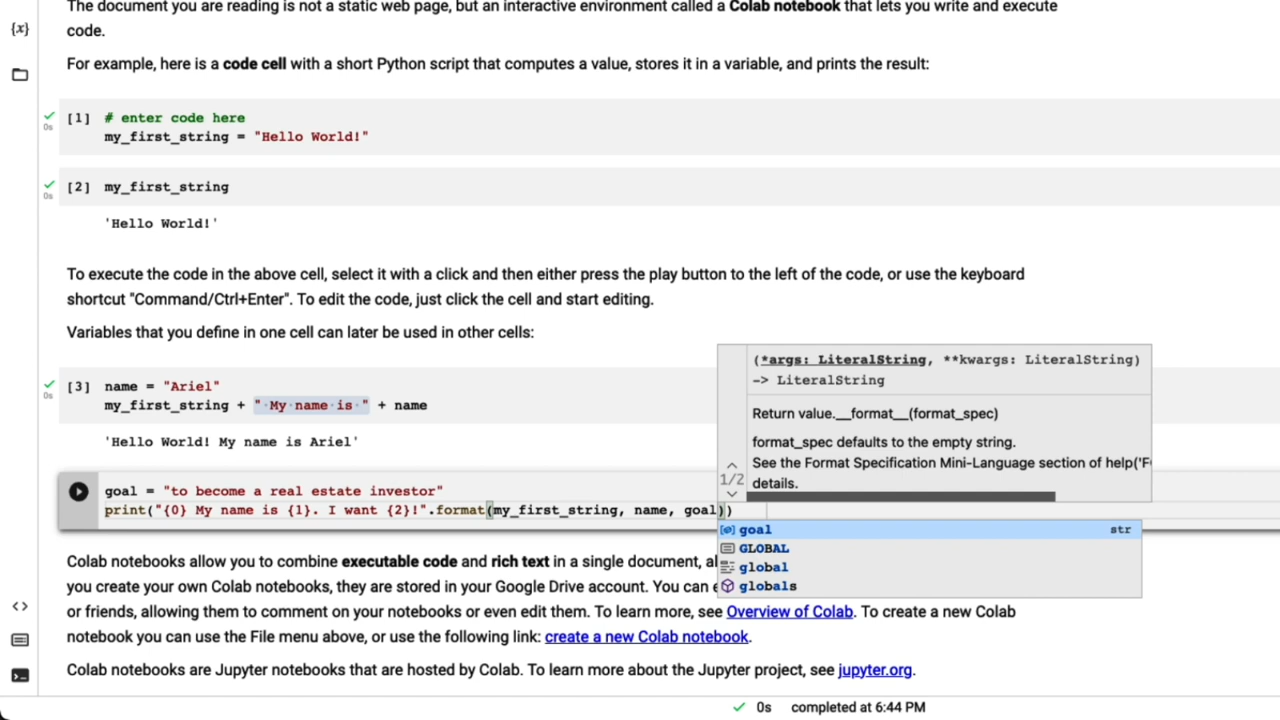 The document you are reading is not a static web page, but an interactive environment called a Colab notebook that lets you write and execute
code.
{x}
For example, here is a code cell with a short Python script that computes a value, stores it in a variable, and prints the result:
[1] # enter code here
0s
my_first_string = "Hello World!"
[2] my_first_string
0s
'Hello World!'
To execute the code in the above cell, select it with a click and then either press the play button to the left of the code, or use the keyboard
shortcut "Command/Ctrl+Enter". To edit the code, just click the cell and start editing.
Variables that you define in one cell can later be used in other cells:
[3] name = "Ariel"
0s
my_first_string + "·My·name·is·" + name
'Hello World! My name is Ariel'
(*args: LiteralString, **kwargs: LiteralString)
-> LiteralString
Return value.__format__(format_spec)
format_spec defaults to the empty string.
See the Format Specification Mini-Language section of help('F
1/2
details.
goal = "to become a real estate investor"
print("{0} My name is {1}. I want {2}!".format(my_first_string, name, goal))
goal str
GLOBAL
global
globals
Colab notebooks allow you to combine executable code and rich text in a single document, al
you create your own Colab notebooks, they are stored in your Google Drive account. You can e
or friends, allowing them to comment on your notebooks or even edit them. To learn more, see Overview of Colab. To create a new Colab
notebook you can use the File menu above, or use the following link: create a new Colab notebook.
Colab notebooks are Jupyter notebooks that are hosted by Colab. To learn more about the Jupyter project, see jupyter.org.
0s completed at 6:44 PM